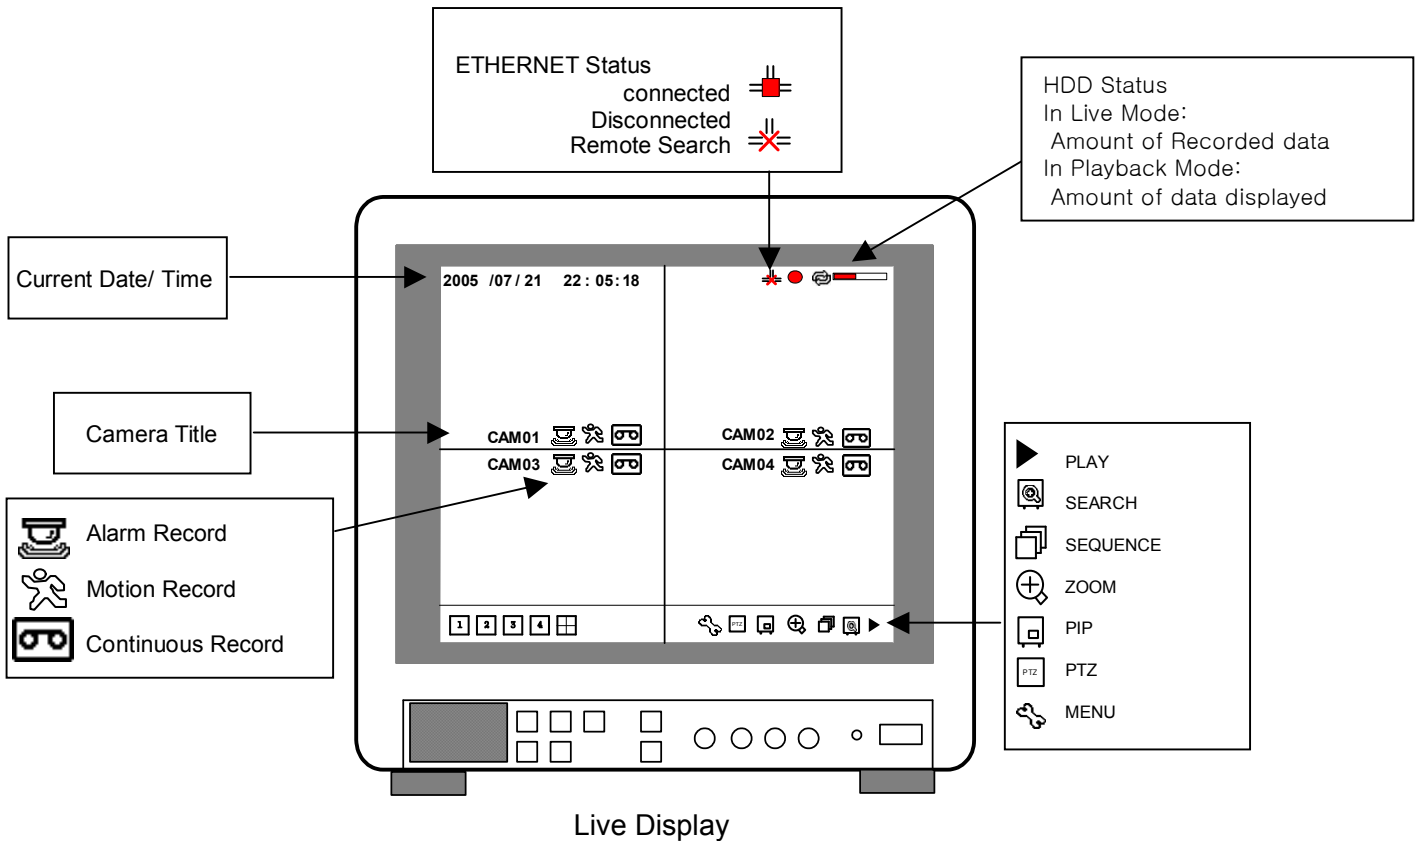 ETHERNET Status
connected
Disconnected
Remote Search
HDD Status
In Live Mode:
Amount of Recorded data
In Playback Mode:
Amount of data displayed
Current Date/ Time
2005 /07/ 21 22: 05:18
Camera Title
CAM01
CAM02
CAM03
CAM04
Alarm Record
Motion Record
Continuous Record
1 2 3 4
PTZ
PLAY
SEARCH
SEQUENCE
ZOOM
PIP
PTZ PTZ
MENU
Live Display